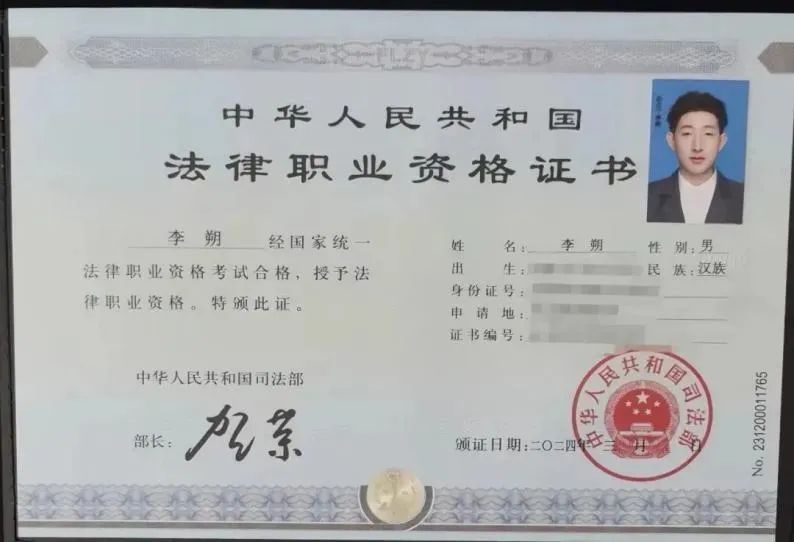 中华人民共和国
法律职业资格证书
李朔 经国家统一
法律职业资格考试合格，授予法
律职业资格。特颁此证。
中华人民共和国司法部
部长：
姓名：李朔 性别：男
出生： 民族：汉族
身份证号：
申请地：
证书编号：
中华人民共和国司法部
颁证日期：二〇二四年三月 日
No. 231200011765